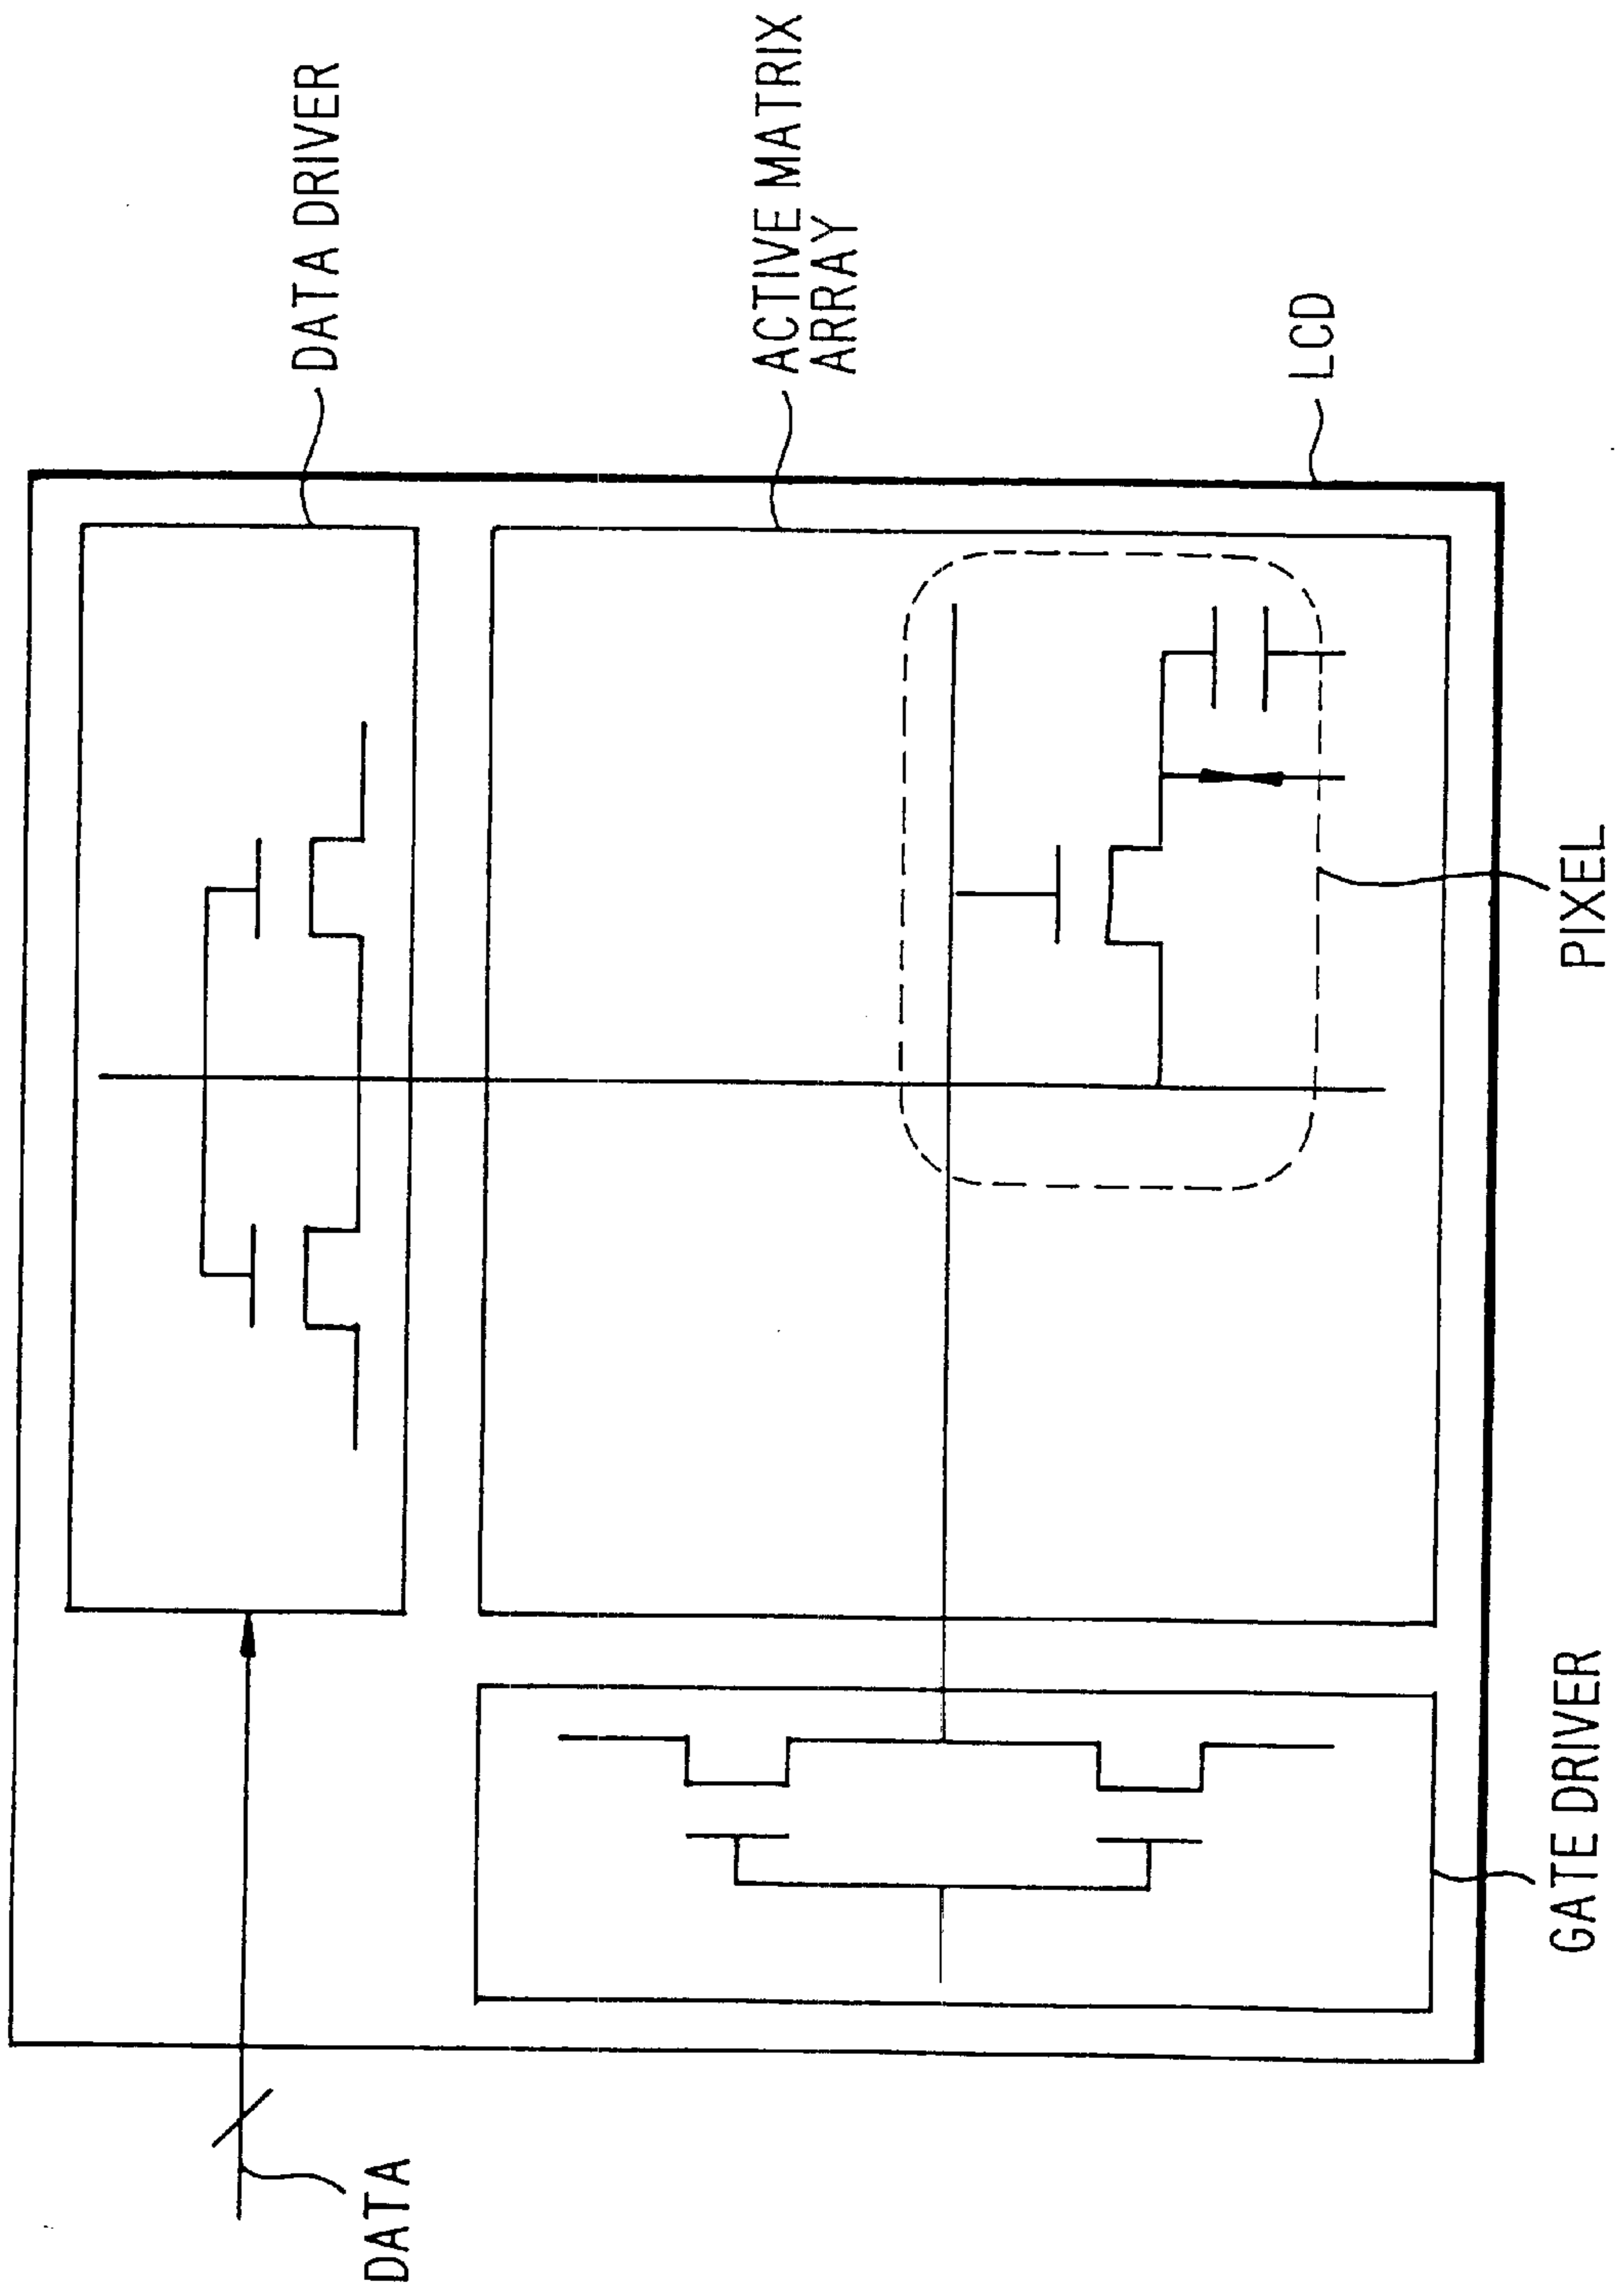 DATA DRIVER
ACTIVE MATRIX
ARRAY
LCD
PIXEL
GATE DRIVER
DATA